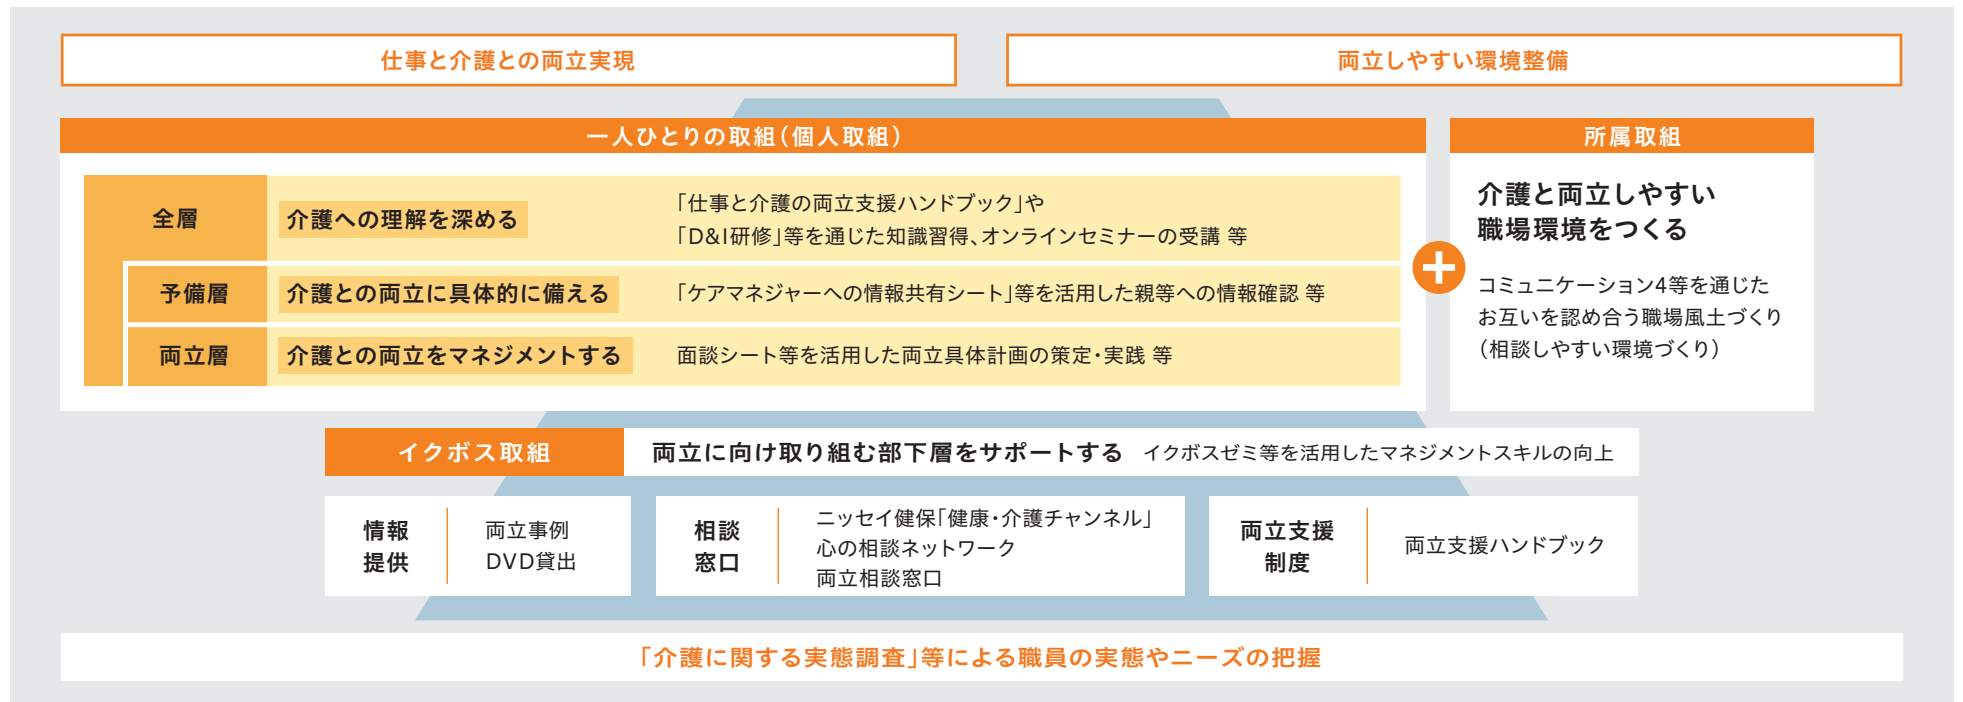 仕事と介護との両立実現
両立しやすい環境整備
一人ひとりの取組（個人取組）
全層
介護への理解を深める
「仕事と介護の両立支援ハンドブック」や
「D&I研修」等を通じた知識習得、オンラインセミナーの受講 等
予備層
介護との両立に具体的に備える
「ケアマネジャーへの情報共有シート」等を活用した親等への情報確認 等
両立層
介護との両立をマネジメントする
面談シート等を活用した両立具体計画の策定・実践 等
所属取組
介護と両立しやすい
職場環境をつくる
コミュニケーション4等を通じた
お互いを認め合う職場風土づくり
（相談しやすい環境づくり）
イクボス取組
両立に向け取り組む部下層をサポートする イクボスゼミ等を活用したマネジメントスキルの向上
情報
提供
両立事例
DVD貸出
相談
窓口
ニッセイ健保「健康・介護チャンネル」
心の相談ネットワーク
両立相談窓口
両立支援
制度
両立支援ハンドブック
「介護に関する実態調査」等による職員の実態やニーズの把握